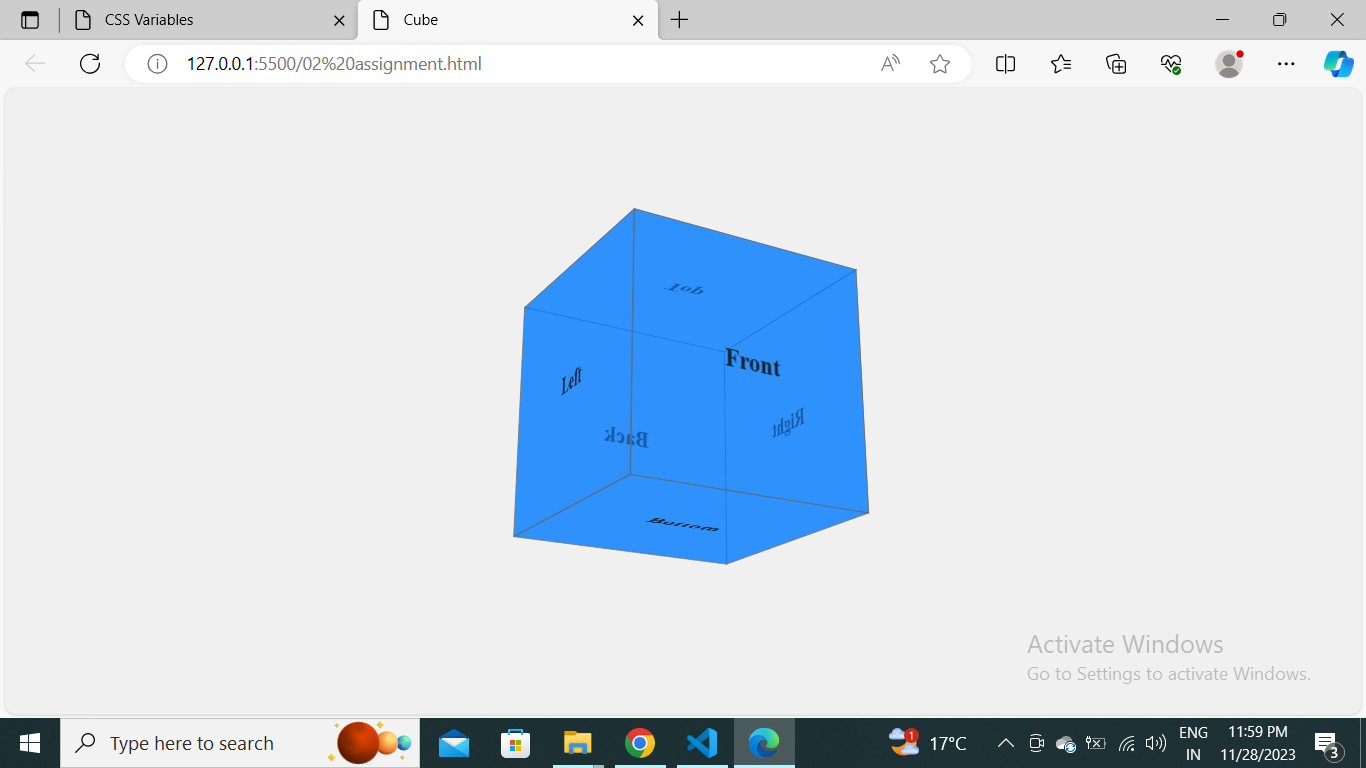 CSS Variables
Cube
127.0.0.1:5500/02%20assignment.html
Top
Front
Left
Right
Back
Bottom
Activate Windows
Go to Settings to activate Windows.
Type here to search
1
17°C
ENG
IN
11:59 PM
11/28/2023
3